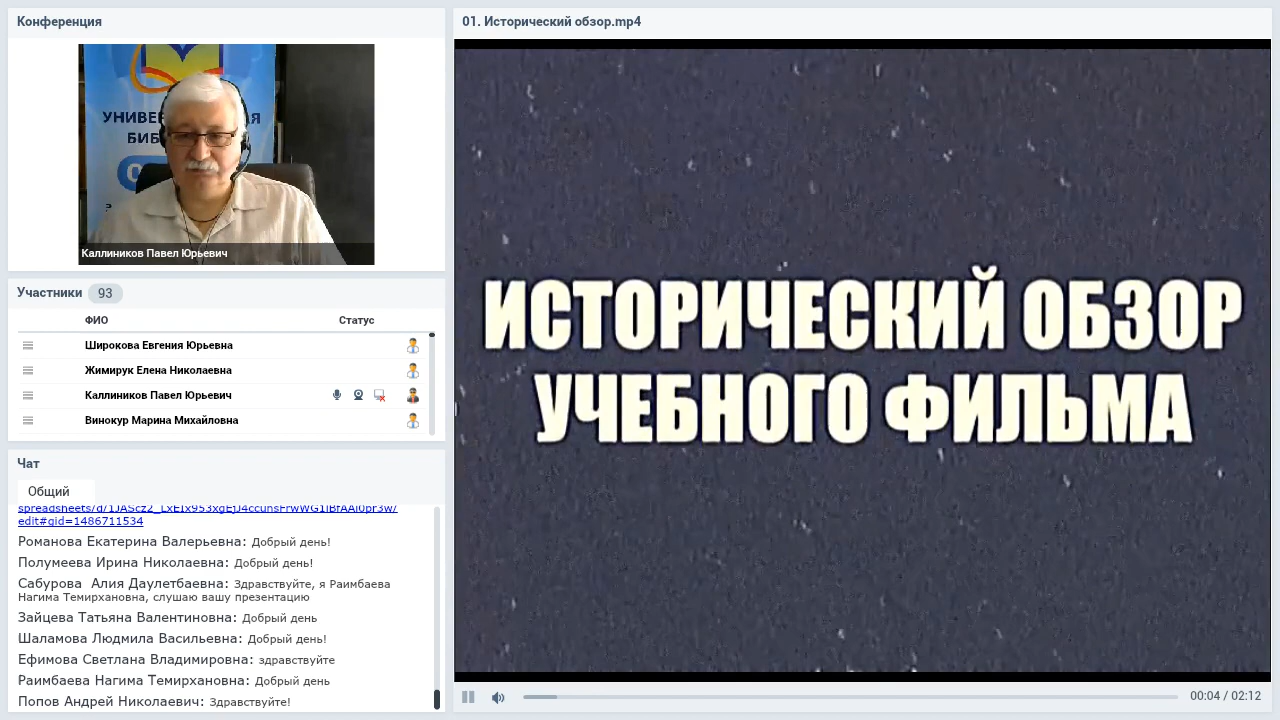 Конференция
Каллиников Павел Юрьевич
Участники 93
ФИО Статус
Широкова Евгения Юрьевна
Жимирук Елена Николаевна
Каллиников Павел Юрьевич
Винокур Марина Михайловна
Чат
Общий
edit#gid=1486711534
Романова Екатерина Валерьевна: Добрый день!
Полумеева Ирина Николаевна: Добрый день!
Сабурова Алия Даулетбаевна: Здравствуйте, я Раимбаева
Нагима Темирхановна, слушаю вашу презентацию
Зайцева Татьяна Валентиновна: Добрый день
Шаламова Людмила Васильевна: Добрый день!
Ефимова Светлана Владимировна: здравствуйте
Раимбаева Нагима Темирхановна: Добрый день
Попов Андрей Николаевич: Здравствуйте!
01. Исторический обзор.mp4
ИСТОРИЧЕСКИЙ ОБЗОР
УЧЕБНОГО ФИЛЬМА
00:04 / 02:12